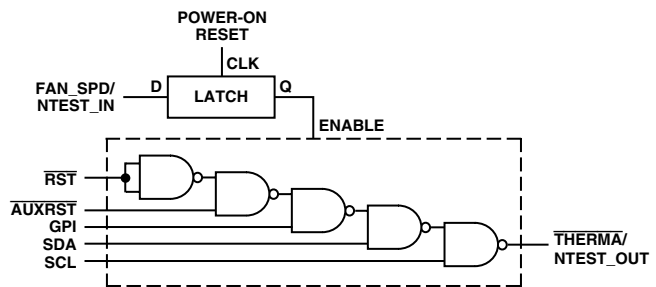 POWER-ON
RESET
CLK
FAN_SPD/
NTEST_IN
D
LATCH
Q
ENABLE
RST
AUXRST
GPI
SDA
SCL
THERMA/
NTEST_OUT